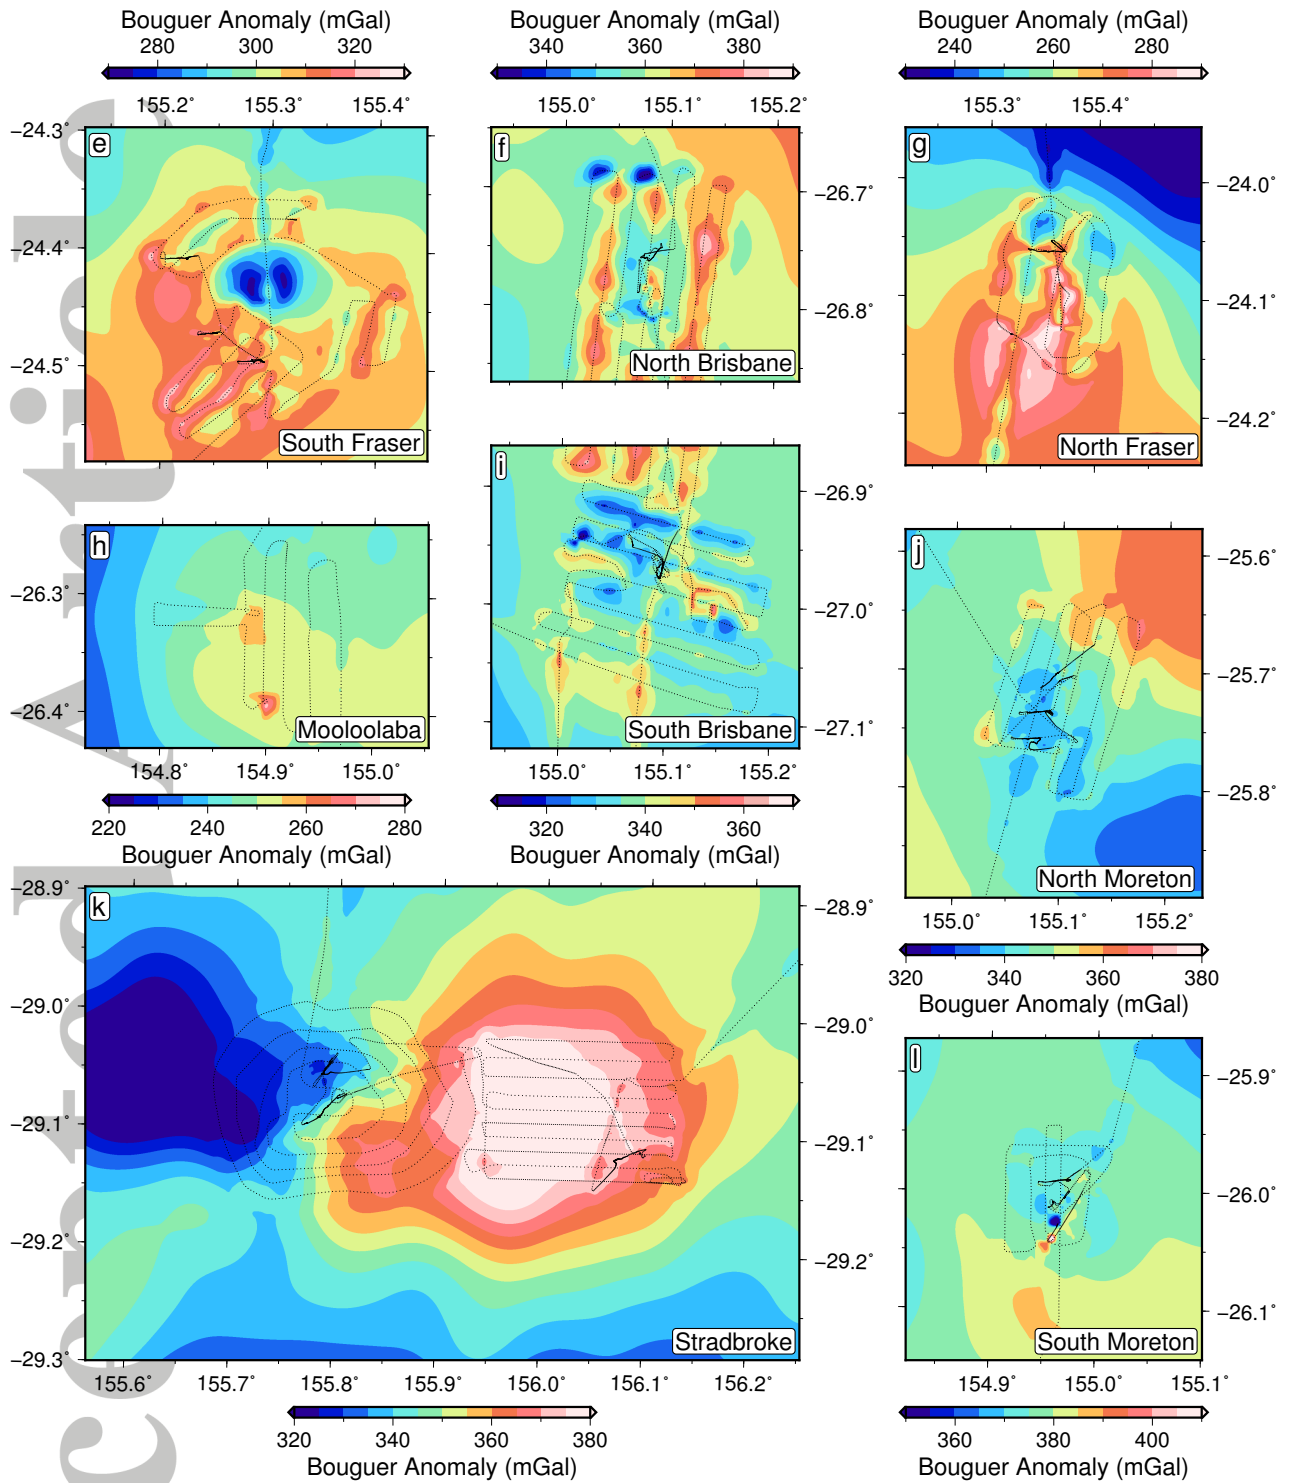 Bouguer Anomaly (mGal)
Bouguer Anomaly (mGal)
Bouguer Anomaly (mGal)
280 300 320
340 360 380
240 260 280
155.2° 155.3° 155.4°
155.0° 155.1° 155.2°
155.3° 155.4°
−24.3°
−24.4°
−24.5°
e
South Fraser
f
North Brisbane
−26.7°
−26.8°
g
North Fraser
−24.0°
−24.1°
−24.2°
h
Mooloolaba
−26.3°
−26.4°
154.8° 154.9° 155.0°
220 240 260 280
Bouguer Anomaly (mGal)
i
South Brisbane
−26.9°
−27.0°
−27.1°
155.0° 155.1° 155.2°
320 340 360
Bouguer Anomaly (mGal)
j
North Moreton
−25.6°
−25.7°
−25.8°
155.0° 155.1° 155.2°
320 340 360 380
Bouguer Anomaly (mGal)
k
Stradbroke
−28.9°
−29.0°
−29.1°
−29.2°
−29.3°
−28.9°
−29.0°
−29.1°
−29.2°
155.6° 155.7° 155.8° 155.9° 156.0° 156.1° 156.2°
320 340 360 380
Bouguer Anomaly (mGal)
l
South Moreton
−25.9°
−26.0°
−26.1°
154.9° 155.0° 155.1°
360 380 400
Bouguer Anomaly (mGal)
cepted Article